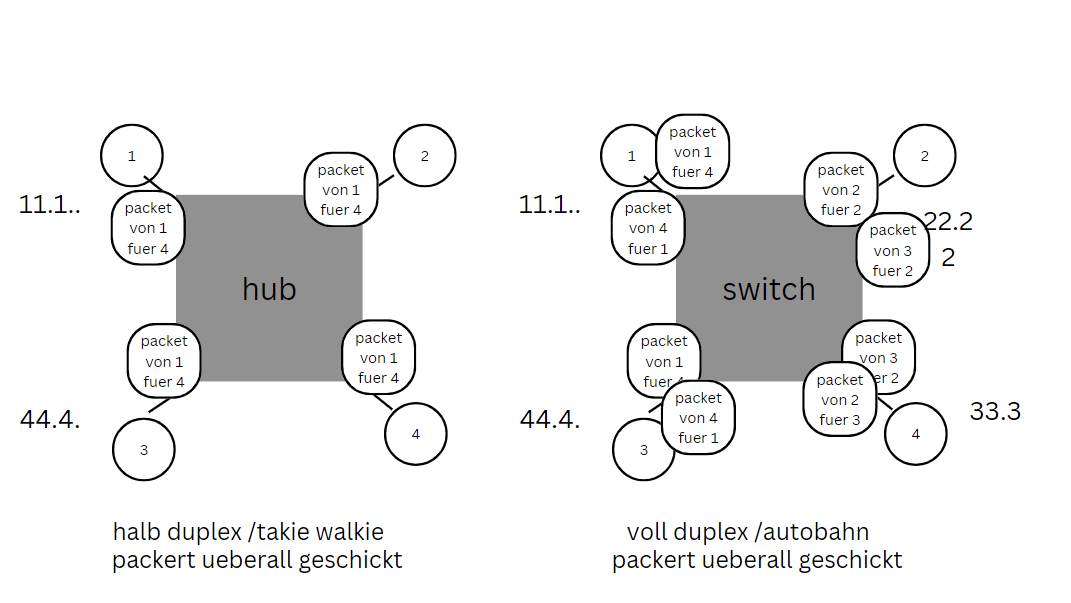 1
packet
von 1
fuer 4
2
11.1..
packet
von 1
fuer 4
hub
packet
von 1
fuer 4
packet
von 1
fuer 4
44.4.
3
4
halb duplex /takie walkie
packert ueberall geschickt
1
packet
von 1
fuer 4
packet
von 2
fuer 2
2
11.1..
packet
von 4
fuer 1
22.2
2
packet
von 3
fuer 2
switch
packet
von 1
fuer 4
packet
von 3
er 2
packet
von 4
fuer 1
packet
von 2
fuer 3
44.4.
33.3
3
4
voll duplex /autobahn
packert ueberall geschickt